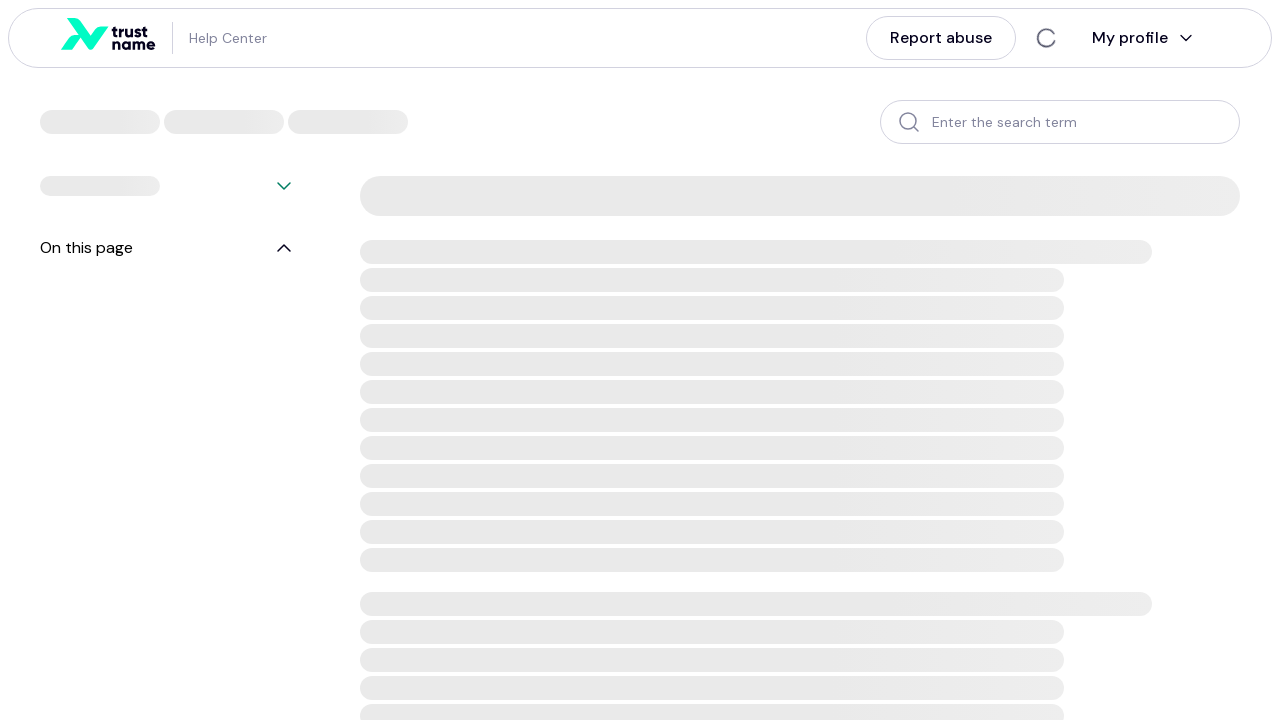 trust
name
Help Center
Report abuse
My profile
Enter the search term
On this page